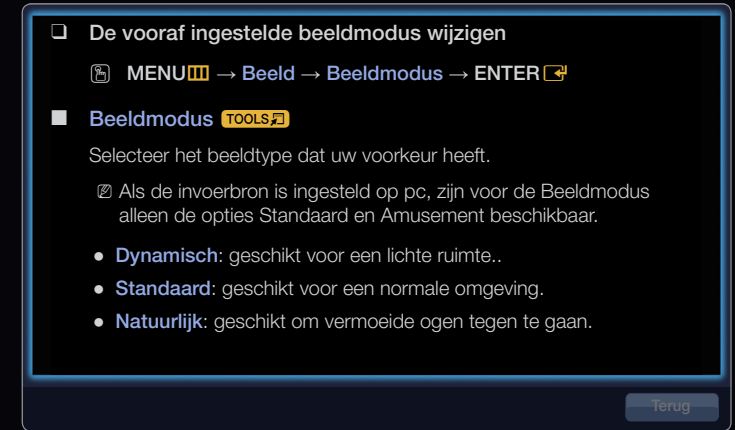 ❑ De vooraf ingestelde beeldmodus wijzigen
MENU → Beeld → Beeldmodus → ENTER
■ Beeldmodus TOOLS
Selecteer het beeldtype dat uw voorkeur heeft.
Als de invoerbron is ingesteld op pc, zijn voor de Beeldmodus
alleen de opties Standaard en Amusement beschikbaar.
● Dynamisch: geschikt voor een lichte ruimte..
● Standaard: geschikt voor een normale omgeving.
● Natuurlijk: geschikt om vermoeide ogen tegen te gaan.
Terug